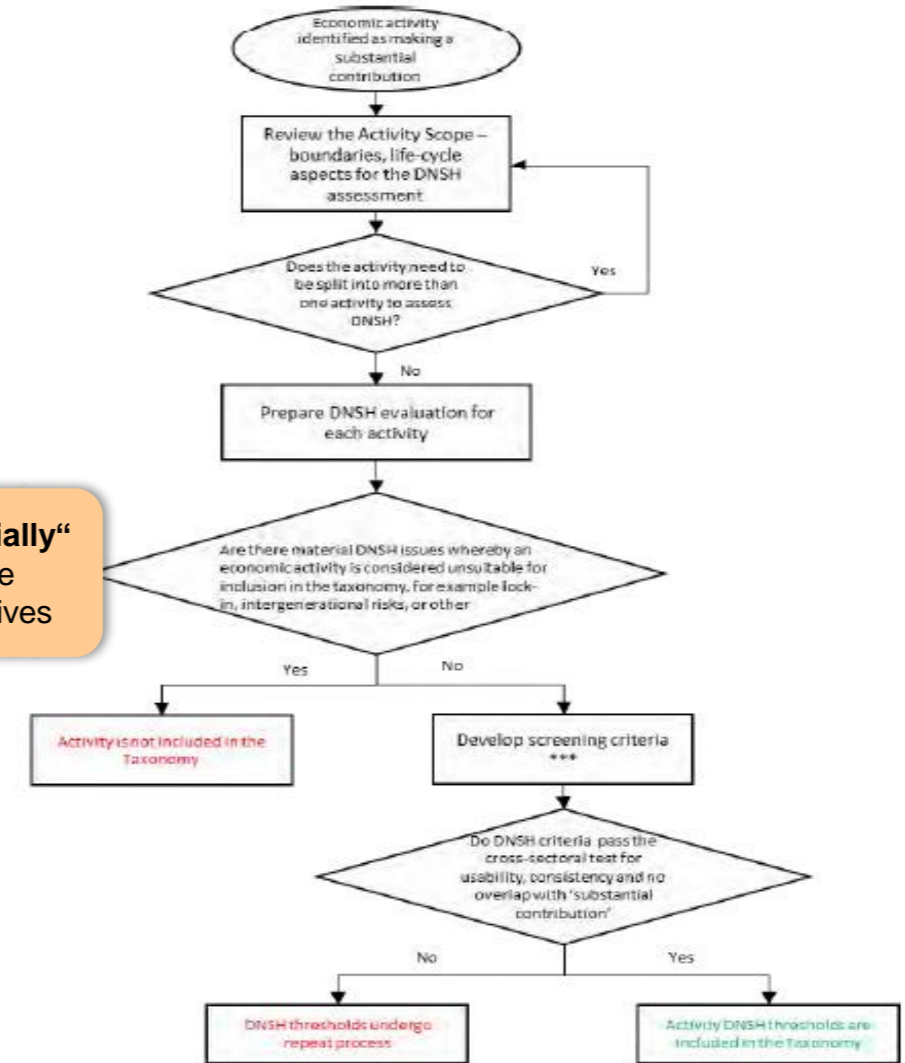 Economic activity
identified as making a
substantial
contribution
Review the Activity Scope –
boundaries, life-cycle
aspects for the DNSH
assessment
Does the activity need to
be split into more than
one activity to assess
DNSH?
Yes
No
Prepare DNSH evaluation for
each activity
ially“
e
ives
Are there material DNSH issues whereby an
economic activity is considered unsuitable for
inclusion in the taxonomy, for example lock-
in, intergenerational risks, or other
Yes
No
Activity is not included in the
Taxonomy
Develop screening criteria
***
Do DNSH criteria pass the
cross-sectoral test for
usability, consistency and no
overlap with ‘substantial
contribution’
No
Yes
DNSH thresholds undergo
repeat process
Activity DNSH thresholds are
included in the Taxonomy